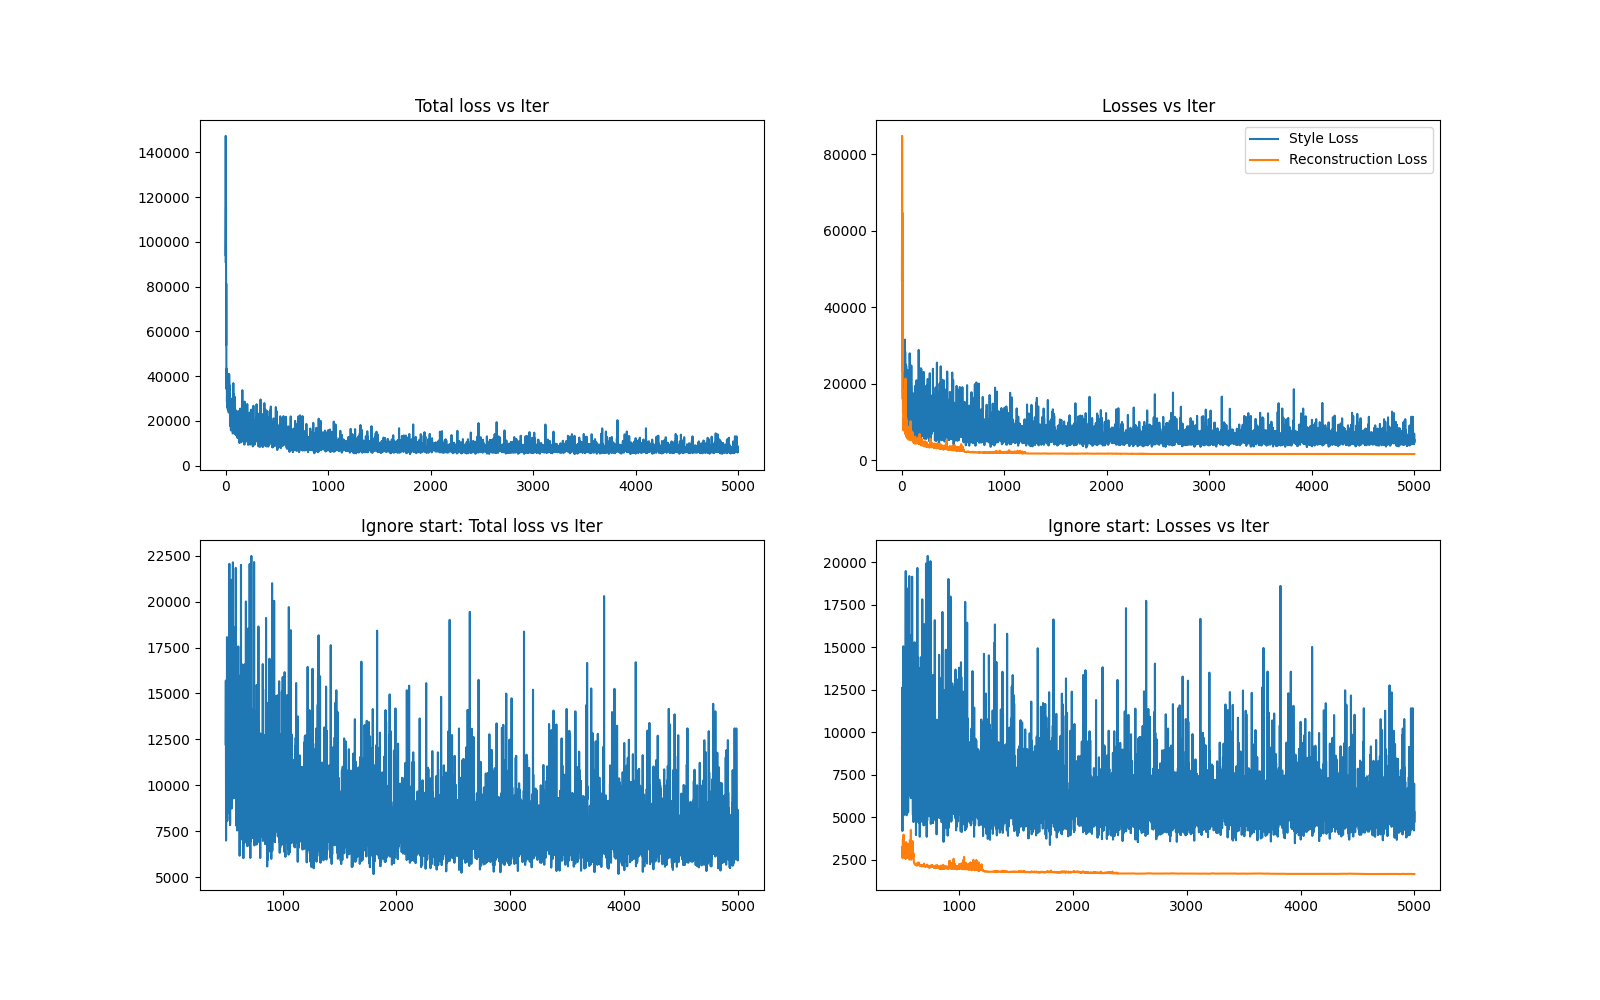 Total loss vs Iter
140000
120000
100000
80000
60000
40000
20000
0
0 1000 2000 3000 4000 5000
Losses vs Iter
Style Loss
Reconstruction Loss
80000
60000
40000
20000
0
0 1000 2000 3000 4000 5000
Ignore start: Total loss vs Iter
22500
20000
17500
15000
12500
10000
7500
5000
1000 2000 3000 4000 5000
Ignore start: Losses vs Iter
20000
17500
15000
12500
10000
7500
5000
2500
1000 2000 3000 4000 5000